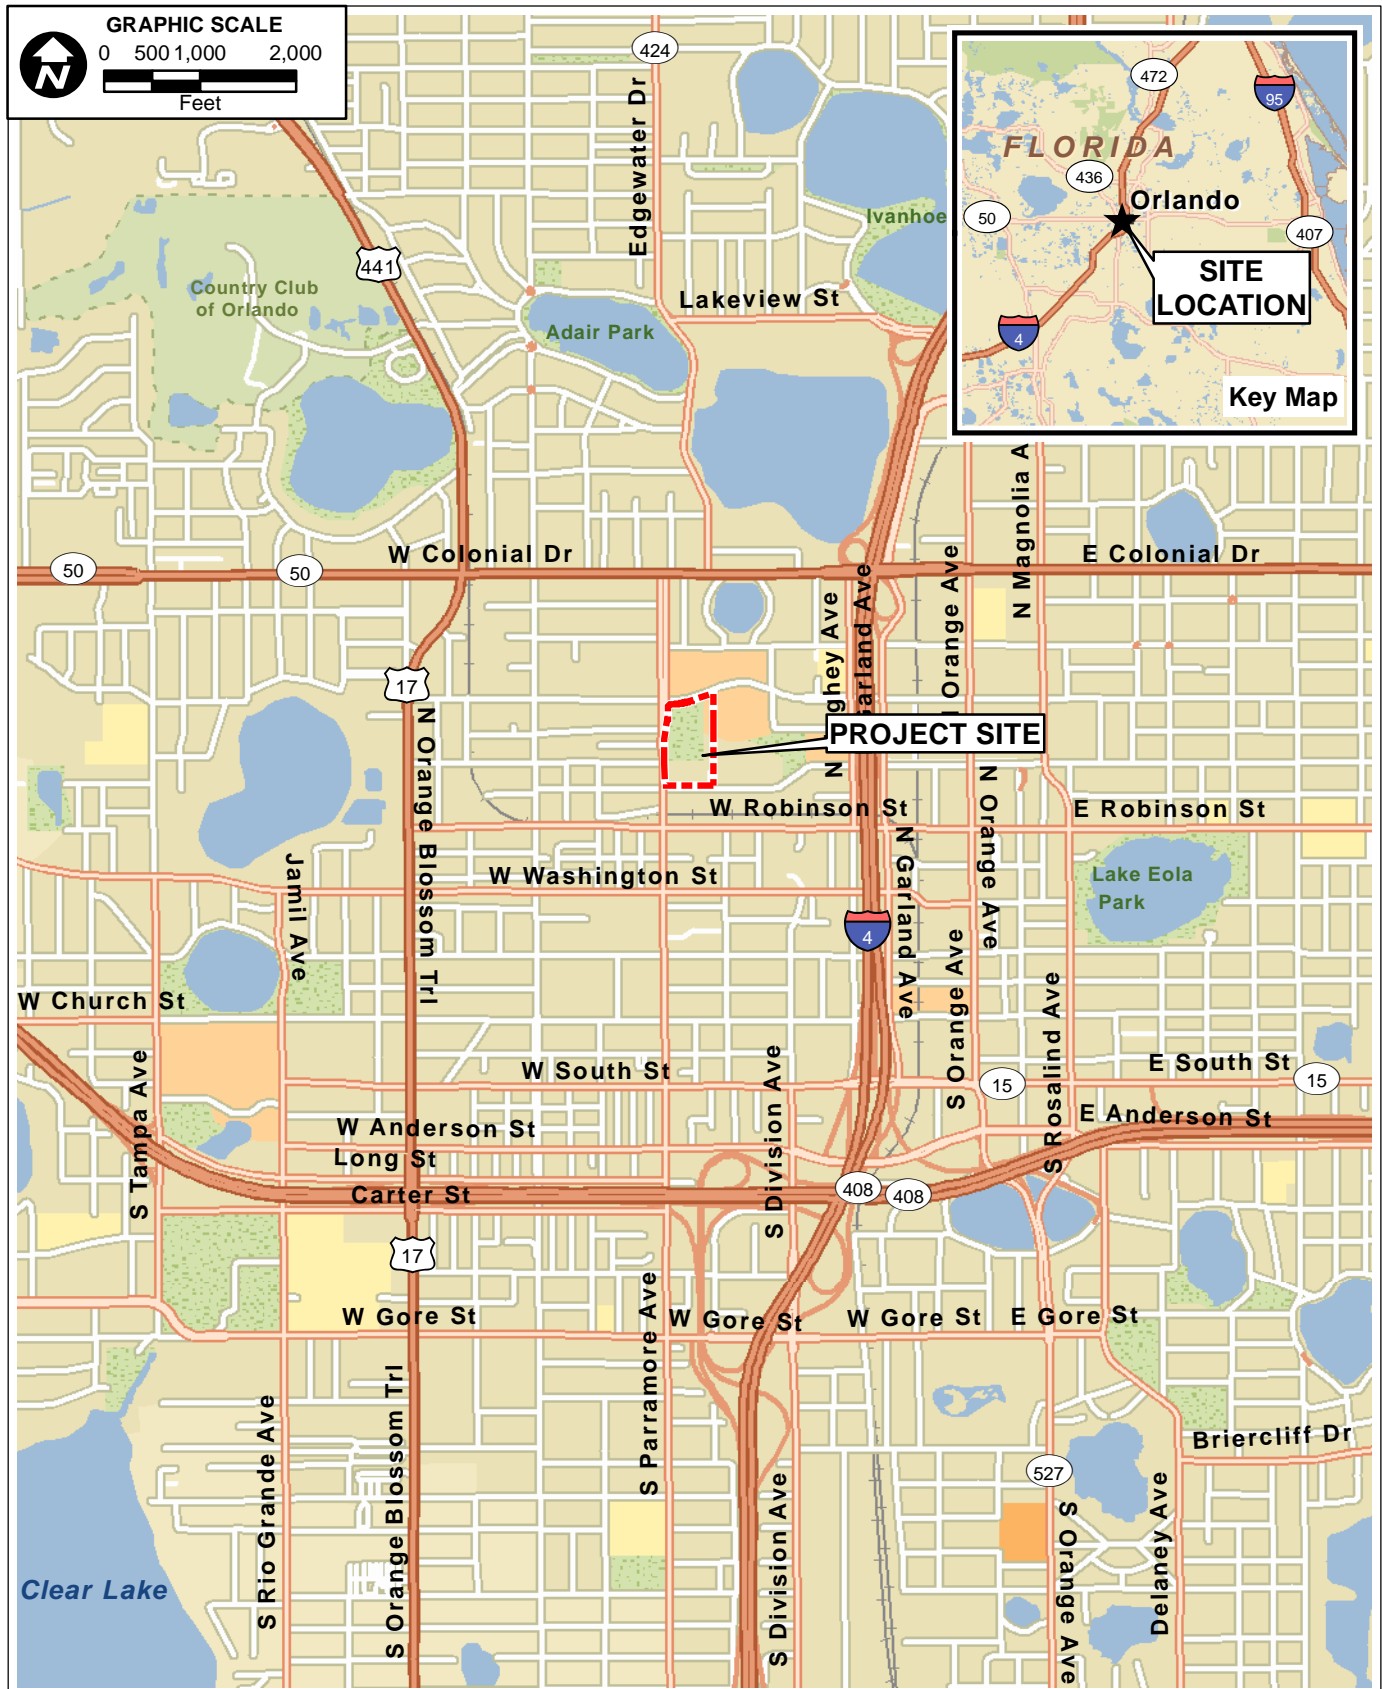 GRAPHIC SCALE
0 500 1,000 2,000
Feet
N
424
Edgewater Dr
472
95
FLORIDA
436
Orlando
50
407
SITE
LOCATION
4
Key Map
Ivanhoe
441
Country Club
of Orlando
Lakeview St
Adair Park
N Magnolia A
W Colonial Dr
E Colonial Dr
50
50
N Orange Ave
ghey Ave
Garland Ave
17
PROJECT SITE
N Orange Blossom Trl
N
N Orange Ave
W Robinson St
E Robinson St
N Garland Ave
Jamil Ave
W Washington St
Lake Eola
Park
4
S Orange Ave
W Church St
S Rosalind Ave
S Tampa Ave
W South St
S Division Ave
15
E South St
15
W Anderson St
E Anderson St
Long St
Carter St
408
408
17
S Parramore Ave
W Gore St
W Gore St
W Gore St
E Gore St
S Rio Grande Ave
S Orange Blossom Trl
Briercliff Dr
527
S Division Ave
S Orange Ave
Delaney Ave
Clear Lake